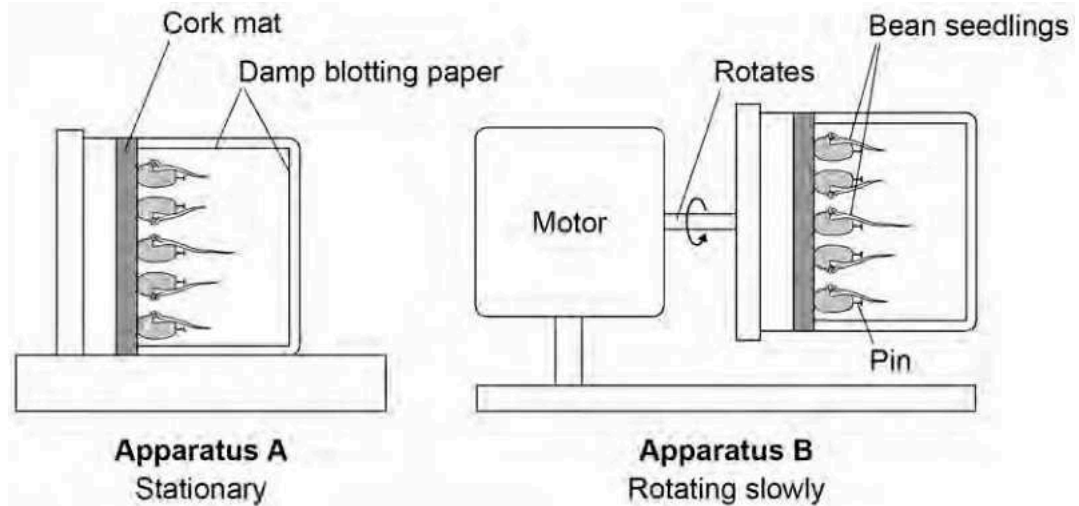 Cork mat
Damp blotting paper
Bean seedlings
Rotates
Motor
Pin
Apparatus A
Stationary
Apparatus B
Rotating slowly